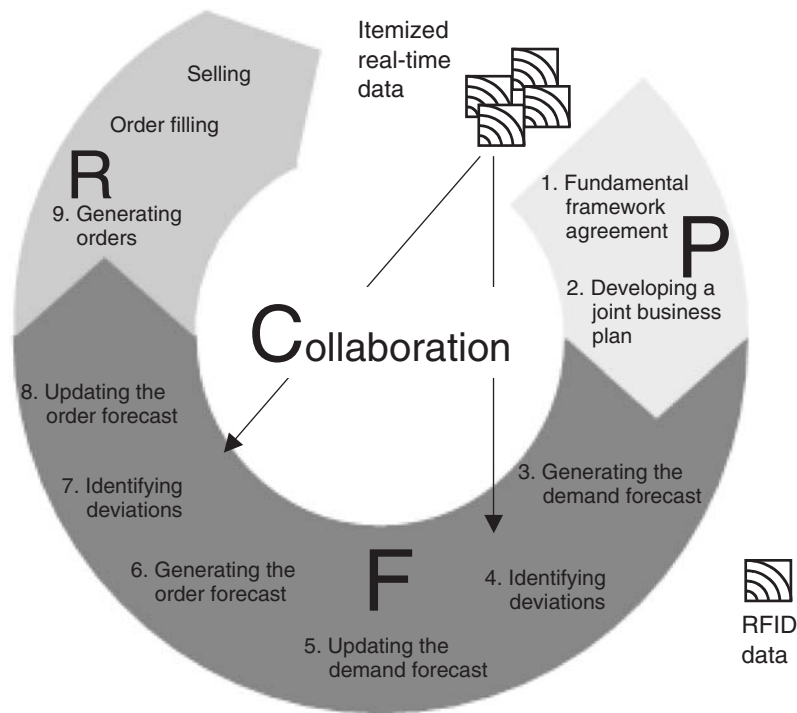 Itemized
real-time
data
Selling
Order filling
R
9. Generating
orders
1. Fundamental
framework
agreement
P
2. Developing a
joint business
plan
Collaboration
8. Updating the
order forecast
7. Identifying
deviations
3. Generating the
demand forecast
6. Generating the
order forecast
F
4. Identifying
deviations
5. Updating the
demand forecast
RFID
data